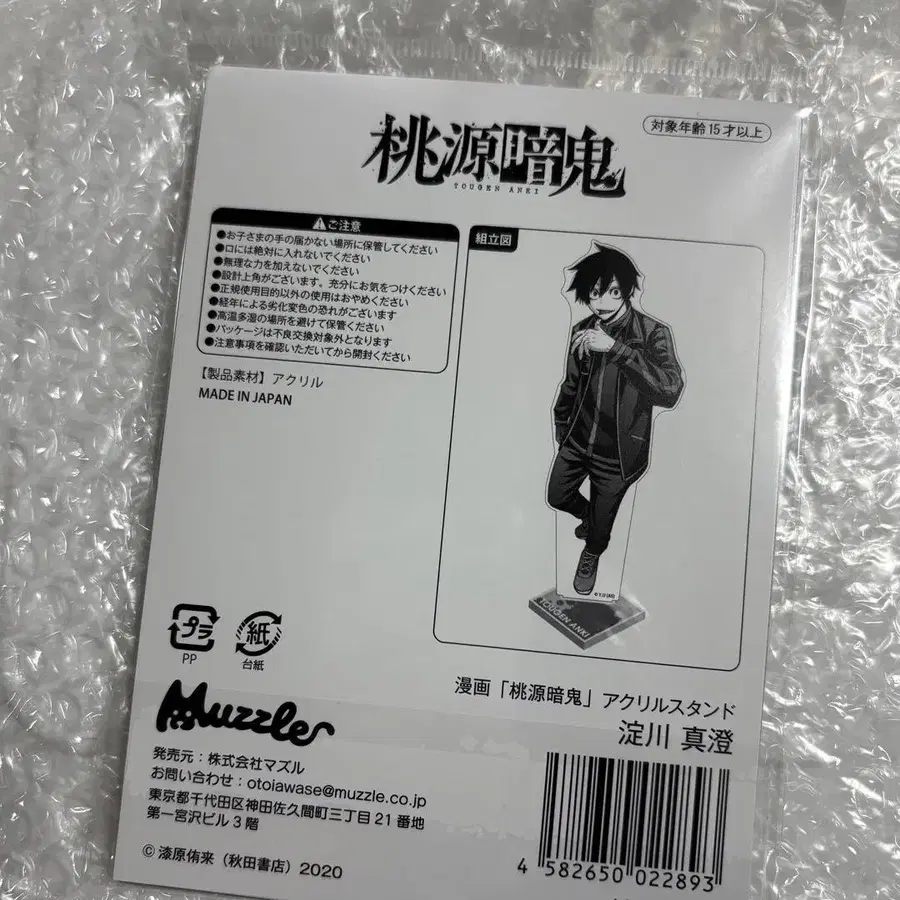 桃源暗鬼
TOUGEN ANKI
対象年齢15才以上
⚠ご注意
●お子さまの手の届かない場所に保管してください
●口には絶対に入れないでください
●無理な力を加えないでください
●設計上角がございます。充分にお気をつけください
●正規使用目的以外の使用はおやめください
●経年による劣化変色の恐れがございます
●高温多湿の場所を避けて保管ください
●パッケージは不良交換対象外となります
●注意事項を確認いただいてから開封ください
【製品素材】アクリル
MADE IN JAPAN
組立図
TOUGEN ANKI
プラ
PP
紙
台紙
漫画「桃源暗鬼」アクリルスタンド
淀川 真澄
Muzzle
発売元：株式会社マズル
お問い合わせ：otoiawase@muzzle.co.jp
東京都千代田区神田佐久間町三丁目21番地
第一宮沢ビル3階
© 漆原侑来（秋田書店）2020
4 582650 022893